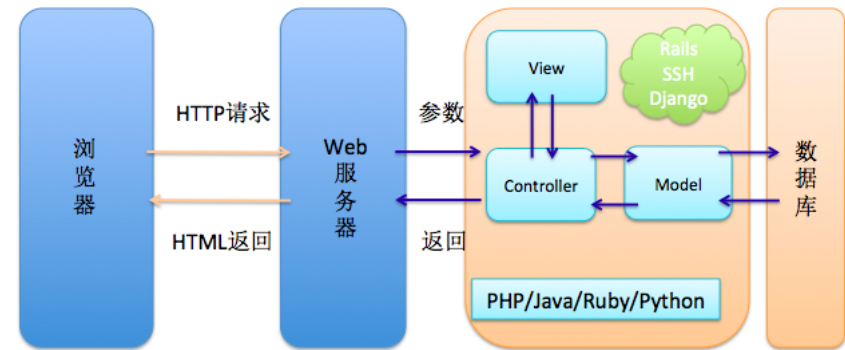 浏
览
器
HTTP请求
HTML返回
Web
服
务
器
参数
返回
View
Rails
SSH
Django
Controller
Model
PHP/Java/Ruby/Python
数
据
库